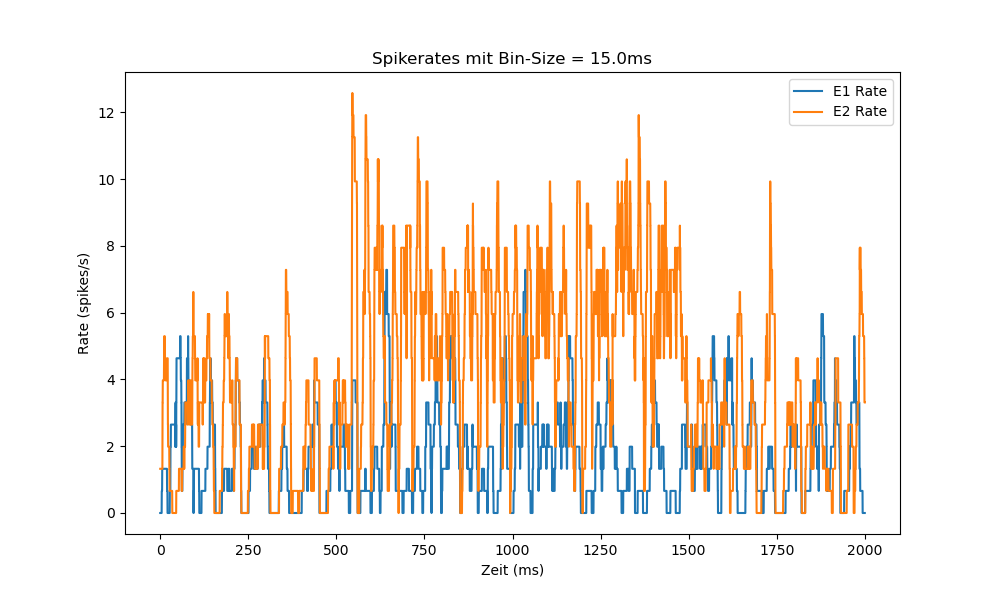 Spikerates mit Bin-Size = 15.0ms
E1 Rate
E2 Rate
12
10
8
6
4
2
0
Rate (spikes/s)
0 250 500 750 1000 1250 1500 1750 2000
Zeit (ms)